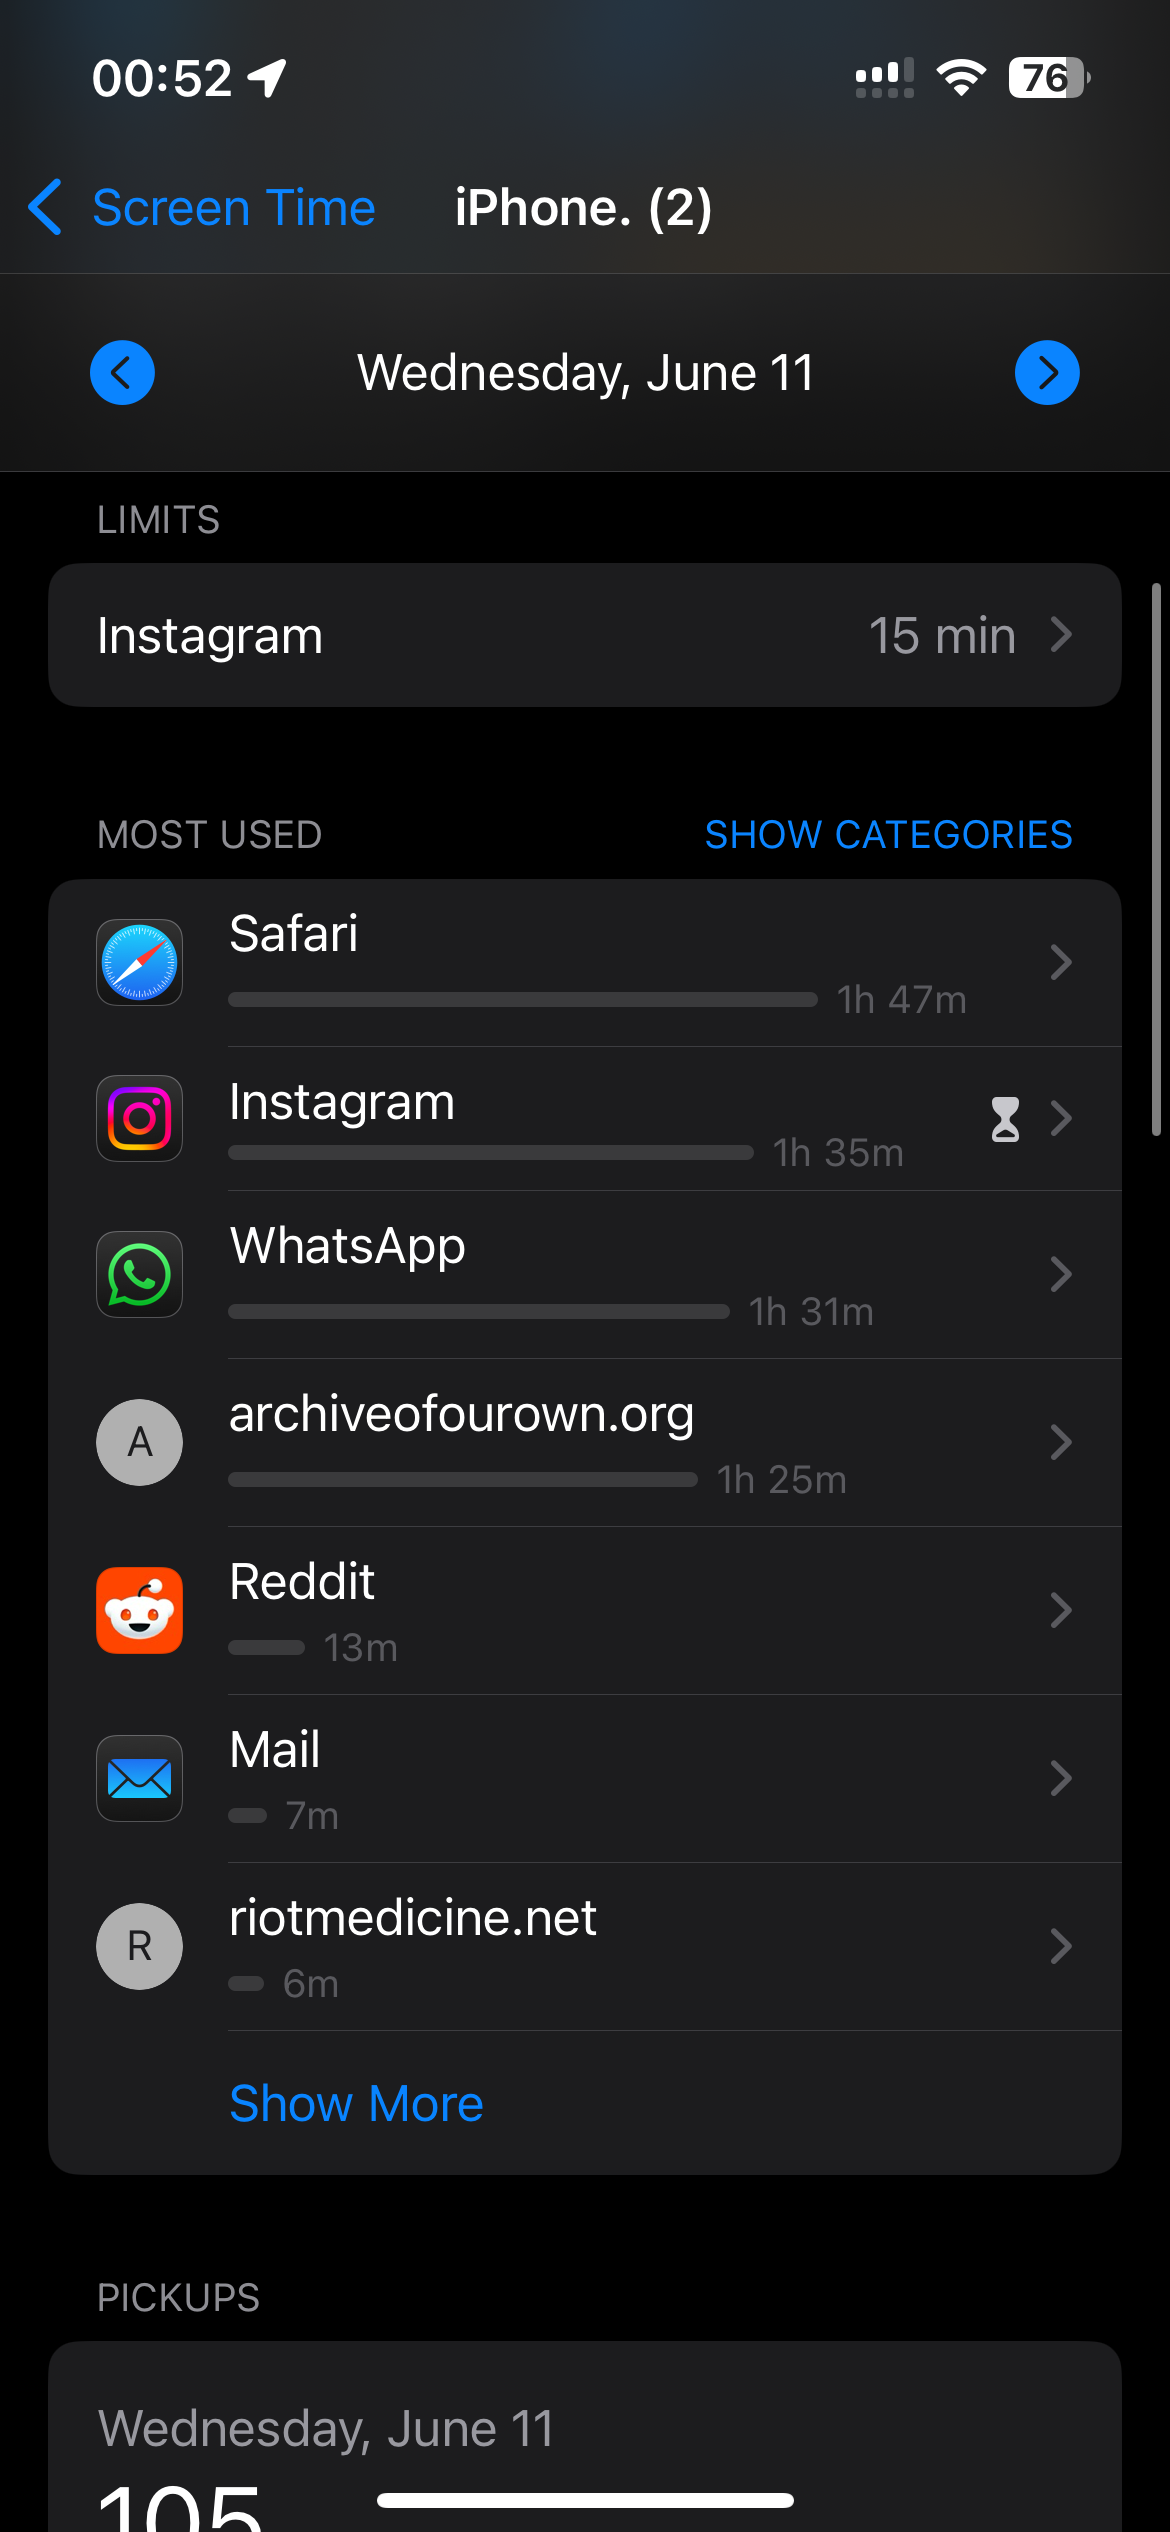 00:52
76
Screen Time
iPhone. (2)
Wednesday, June 11
LIMITS
Instagram 15 min
MOST USED SHOW CATEGORIES
Safari
1h 47m
Instagram
1h 35m
WhatsApp
1h 31m
A
archiveofourown.org
1h 25m
Reddit
13m
Mail
7m
R
riotmedicine.net
6m
Show More
PICKUPS
Wednesday, June 11
105